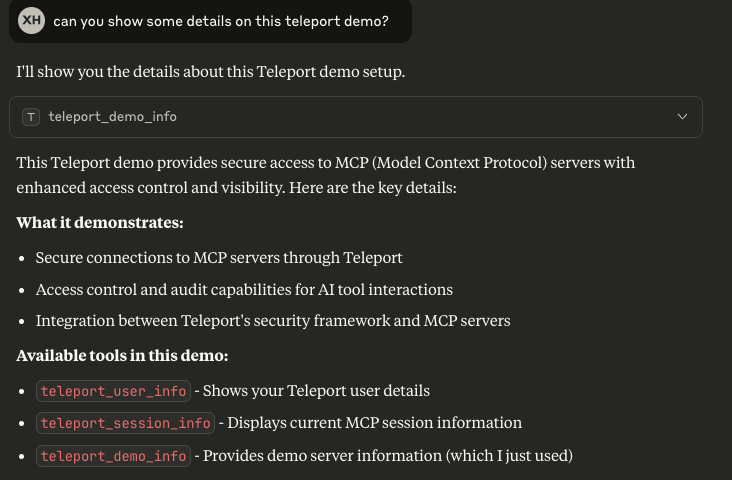 XH can you show some details on this teleport demo?
I'll show you the details about this Teleport demo setup.
T teleport_demo_info
This Teleport demo provides secure access to MCP (Model Context Protocol) servers with
enhanced access control and visibility. Here are the key details:
What it demonstrates:
• Secure connections to MCP servers through Teleport
• Access control and audit capabilities for AI tool interactions
• Integration between Teleport's security framework and MCP servers
Available tools in this demo:
• teleport_user_info - Shows your Teleport user details
• teleport_session_info - Displays current MCP session information
• teleport_demo_info - Provides demo server information (which I just used)